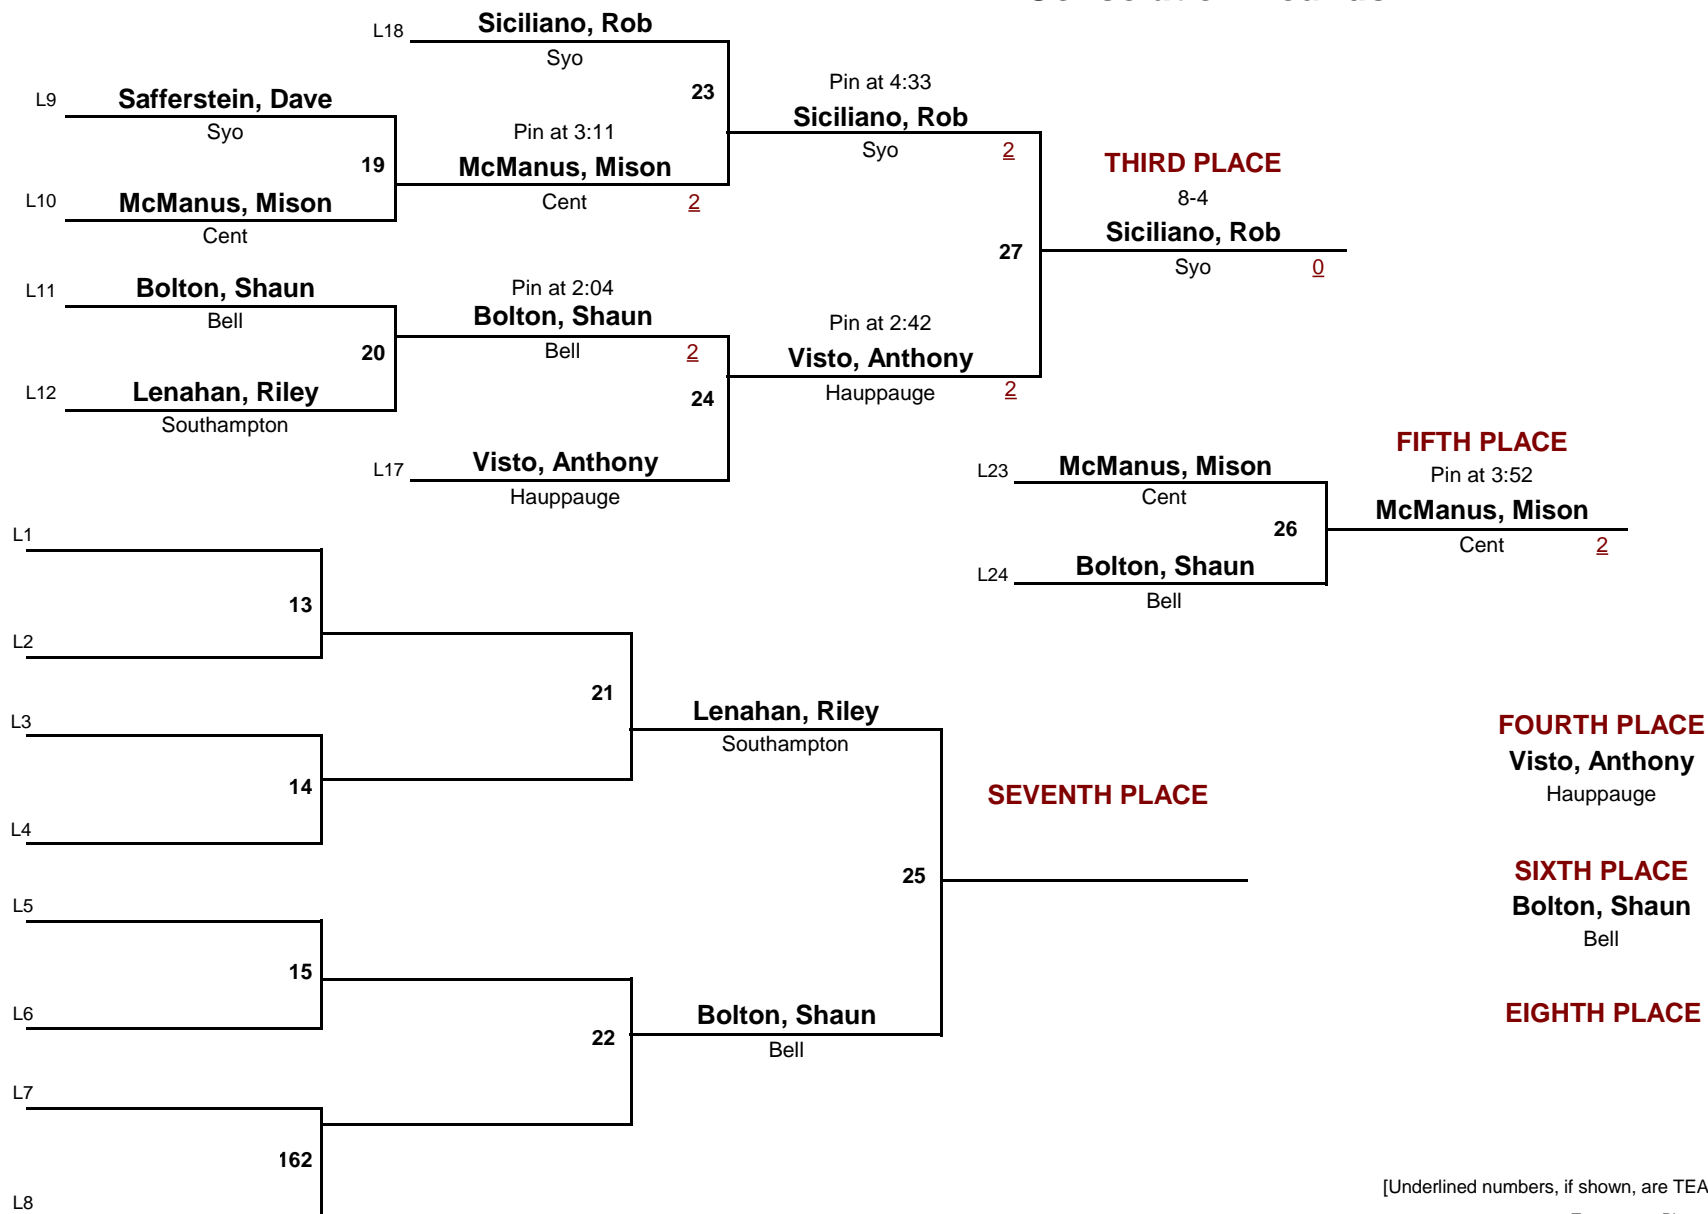 L18
Siciliano, Rob
Syo
L9
Safferstein, Dave
Syo
19
L10
McManus, Mison
Cent
Pin at 3:11
McManus, Mison
Cent
2
23
Pin at 4:33
Siciliano, Rob
Syo
2
L11
Bolton, Shaun
Bell
20
L12
Lenahan, Riley
Southampton
Pin at 2:04
Bolton, Shaun
Bell
2
24
L17
Visto, Anthony
Hauppauge
Pin at 2:42
Visto, Anthony
Hauppauge
2
27
THIRD PLACE
8-4
Siciliano, Rob
Syo
0
L23
McManus, Mison
Cent
26
L24
Bolton, Shaun
Bell
FIFTH PLACE
Pin at 3:52
McManus, Mison
Cent
2
L1
13
L2
21
L3
14
L4
Lenahan, Riley
Southampton
25
SEVENTH PLACE
L5
15
L6
22
L7
162
L8
Bolton, Shaun
Bell
FOURTH PLACE
Visto, Anthony
Hauppauge
SIXTH PLACE
Bolton, Shaun
Bell
EIGHTH PLACE
[Underlined numbers, if shown, are TEA